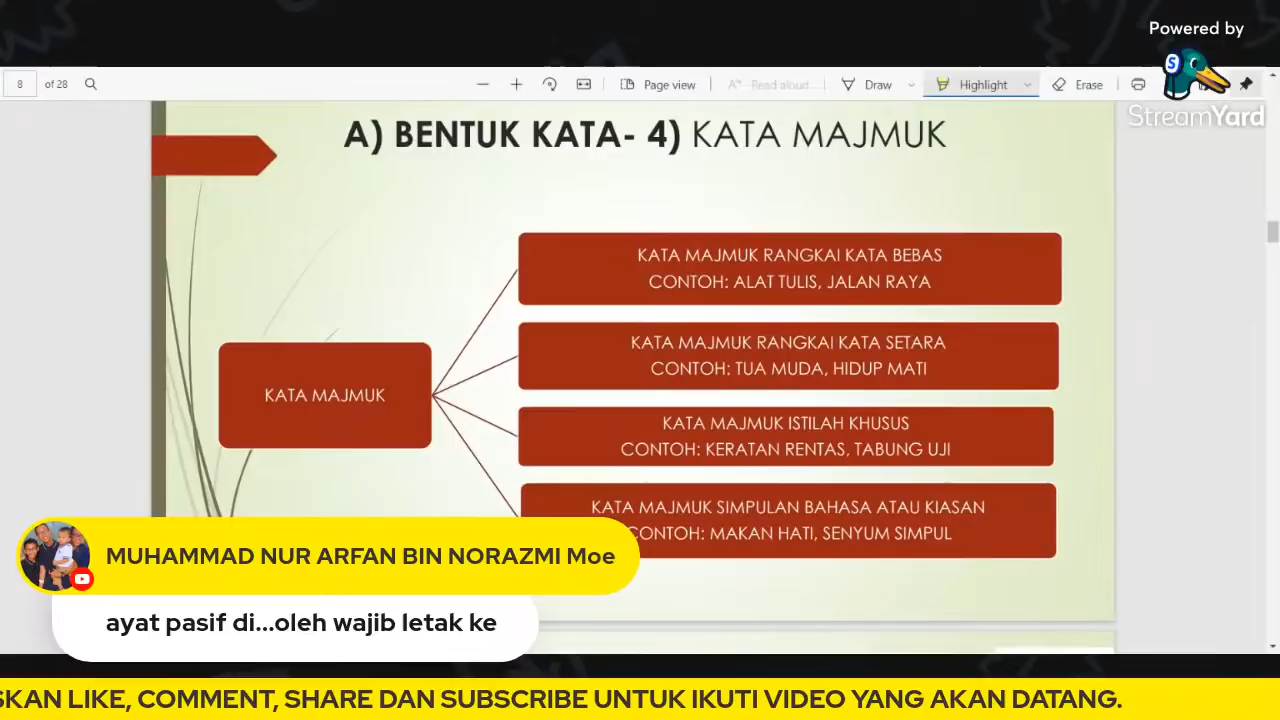 Powered by
StreamYard
8 of 28 Page view Read aloud Draw Highlight Erase
A) BENTUK KATA- 4) KATA MAJMUK
KATA MAJMUK
KATA MAJMUK RANGKAI KATA BEBAS
CONTOH: ALAT TULIS, JALAN RAYA
KATA MAJMUK RANGKAI KATA SETARA
CONTOH: TUA MUDA, HIDUP MATI
KATA MAJMUK ISTILAH KHUSUS
CONTOH: KERATAN RENTAS, TABUNG UJI
KATA MAJMUK SIMPULAN BAHASA ATAU KIASAN
CONTOH: MAKAN HATI, SENYUM SIMPUL
MUHAMMAD NUR ARFAN BIN NORAZMI Moe
ayat pasif di...oleh wajib letak ke
SKAN LIKE, COMMENT, SHARE DAN SUBSCRIBE UNTUK IKUTI VIDEO YANG AKAN DATANG.